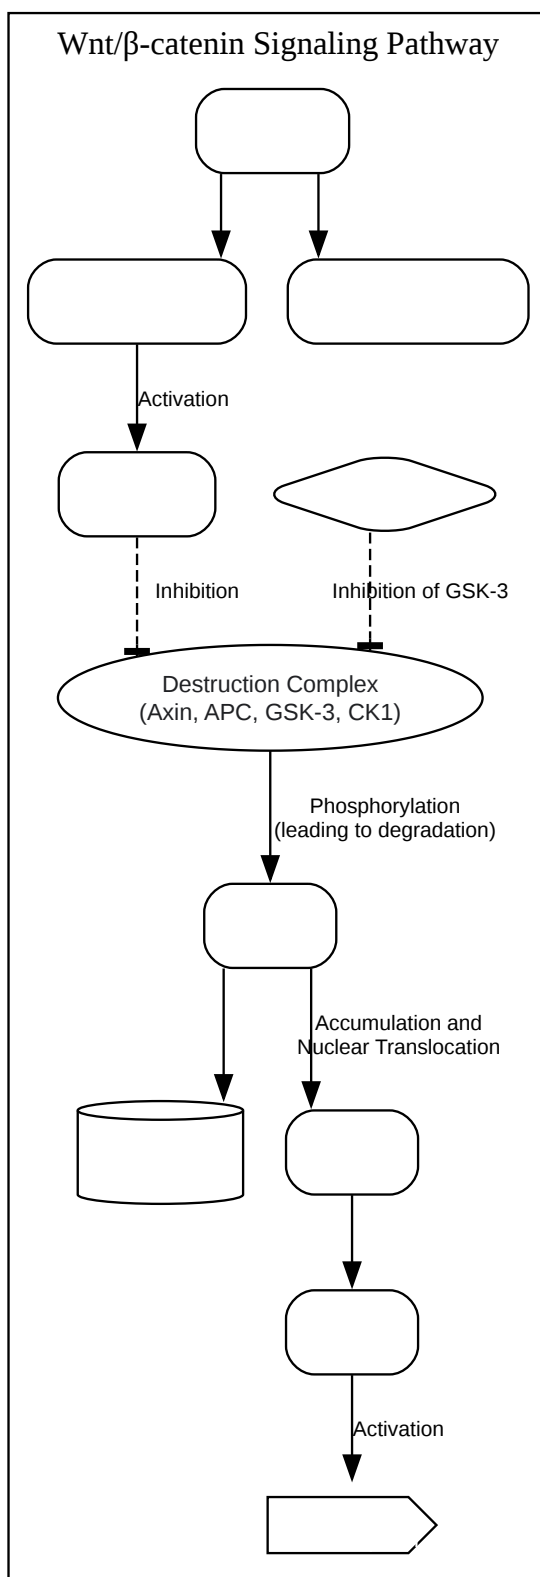 Wnt/β-catenin Signaling Pathway
Activation
Inhibition
Inhibition of GSK-3
Destruction Complex
(Axin, APC, GSK-3, CK1)
Phosphorylation
(leading to degradation)
Accumulation and
Nuclear Translocation
Activation